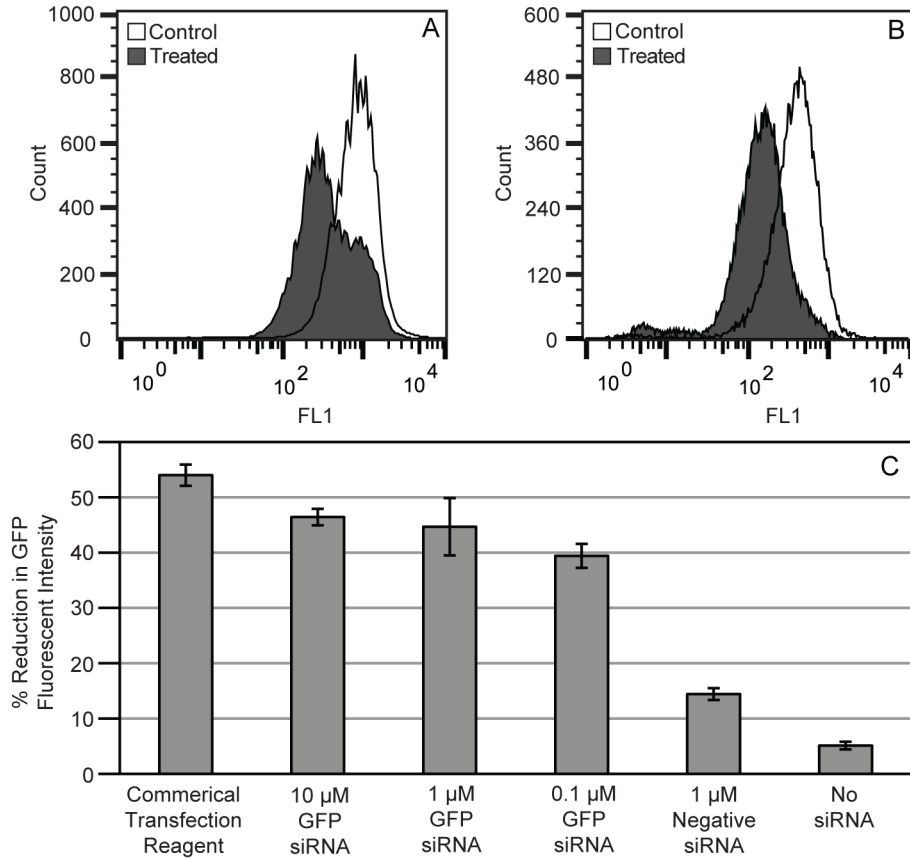 1000
800
600
400
200
0
Count
Control
Treated
A
10^0
10^2
10^4
FL1
600
480
360
240
120
0
Count
Control
Treated
B
10^0
10^2
10^4
FL1
60
50
40
30
20
10
0
% Reduction in GFP
Fluorescent Intensity
C
Commerical
Transfection
Reagent
10 µM
GFP
siRNA
1 µM
GFP
siRNA
0.1 µM
GFP
siRNA
1 µM
Negative
siRNA
No
siRNA